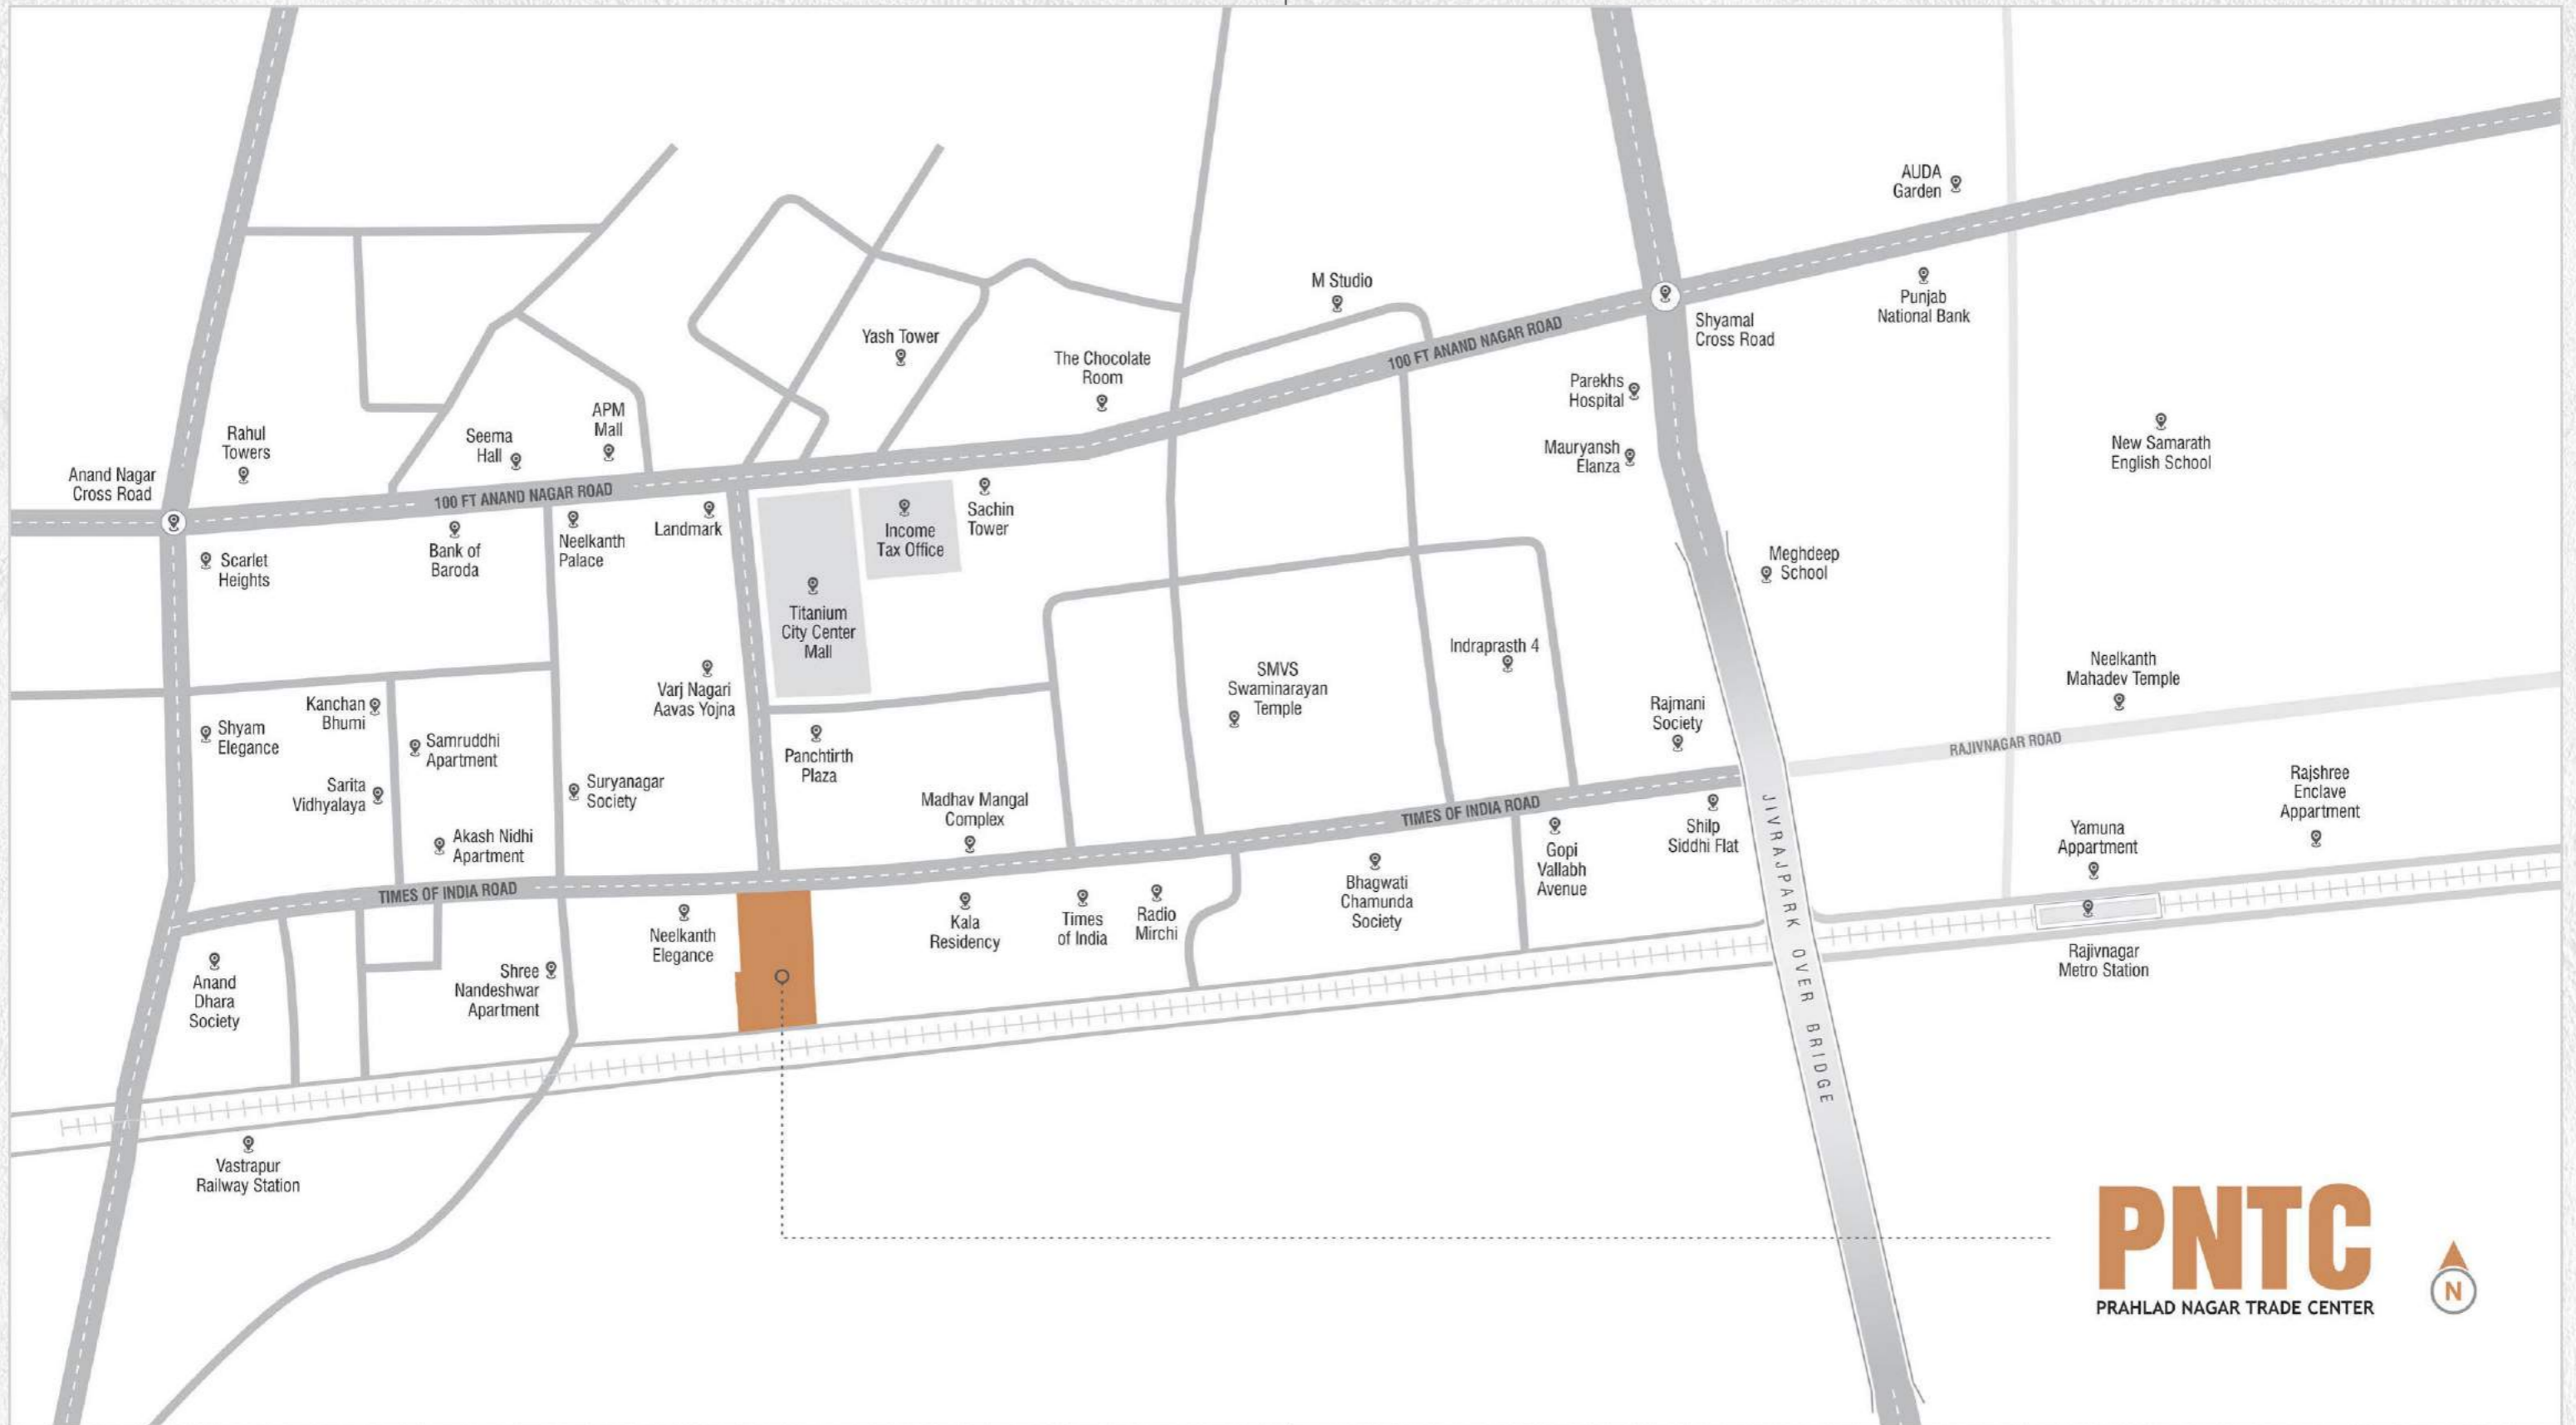 AUDA
Garden
M Studio
Punjab
National Bank
Shyamal
Cross Road
100 FT ANAND NAGAR ROAD
Yash Tower
The Chocolate
Room
Parekhs
Hospital
Mauryansh
Elanza
New Samarath
English School
APM
Mall
Seema
Hall
Rahul
Towers
Anand Nagar
Cross Road
100 FT ANAND NAGAR ROAD
Scarlet
Heights
Bank of
Baroda
Neelkanth
Palace
Landmark
Income
Tax Office
Sachin
Tower
Titanium
City Center
Mall
Meghdeep
School
Indraprasth 4
SMVS
Swaminarayan
Temple
Neelkanth
Mahadev Temple
Varj Nagari
Aavas Yojna
Kanchan
Bhumi
Shyam
Elegance
Samruddhi
Apartment
Sarita
Vidhyalaya
Suryanagar
Society
Panchtirth
Plaza
Madhav Mangal
Complex
Rajmani
Society
RAJIVNAGAR ROAD
Rajshree
Enclave
Appartment
Yamuna
Appartment
TIMES OF INDIA ROAD
Shilp
Siddhi Flat
Gopi
Vallabh
Avenue
Akash Nidhi
Apartment
TIMES OF INDIA ROAD
Bhagwati
Chamunda
Society
JIVRAJPARK OVER BRIDGE
Neelkanth
Elegance
Kala
Residency
Times
of India
Radio
Mirchi
Rajivnagar
Metro Station
Anand
Dhara
Society
Shree
Nandeshwar
Apartment
Vastrapur
Railway Station
PNTC
PRAHLAD NAGAR TRADE CENTER
N